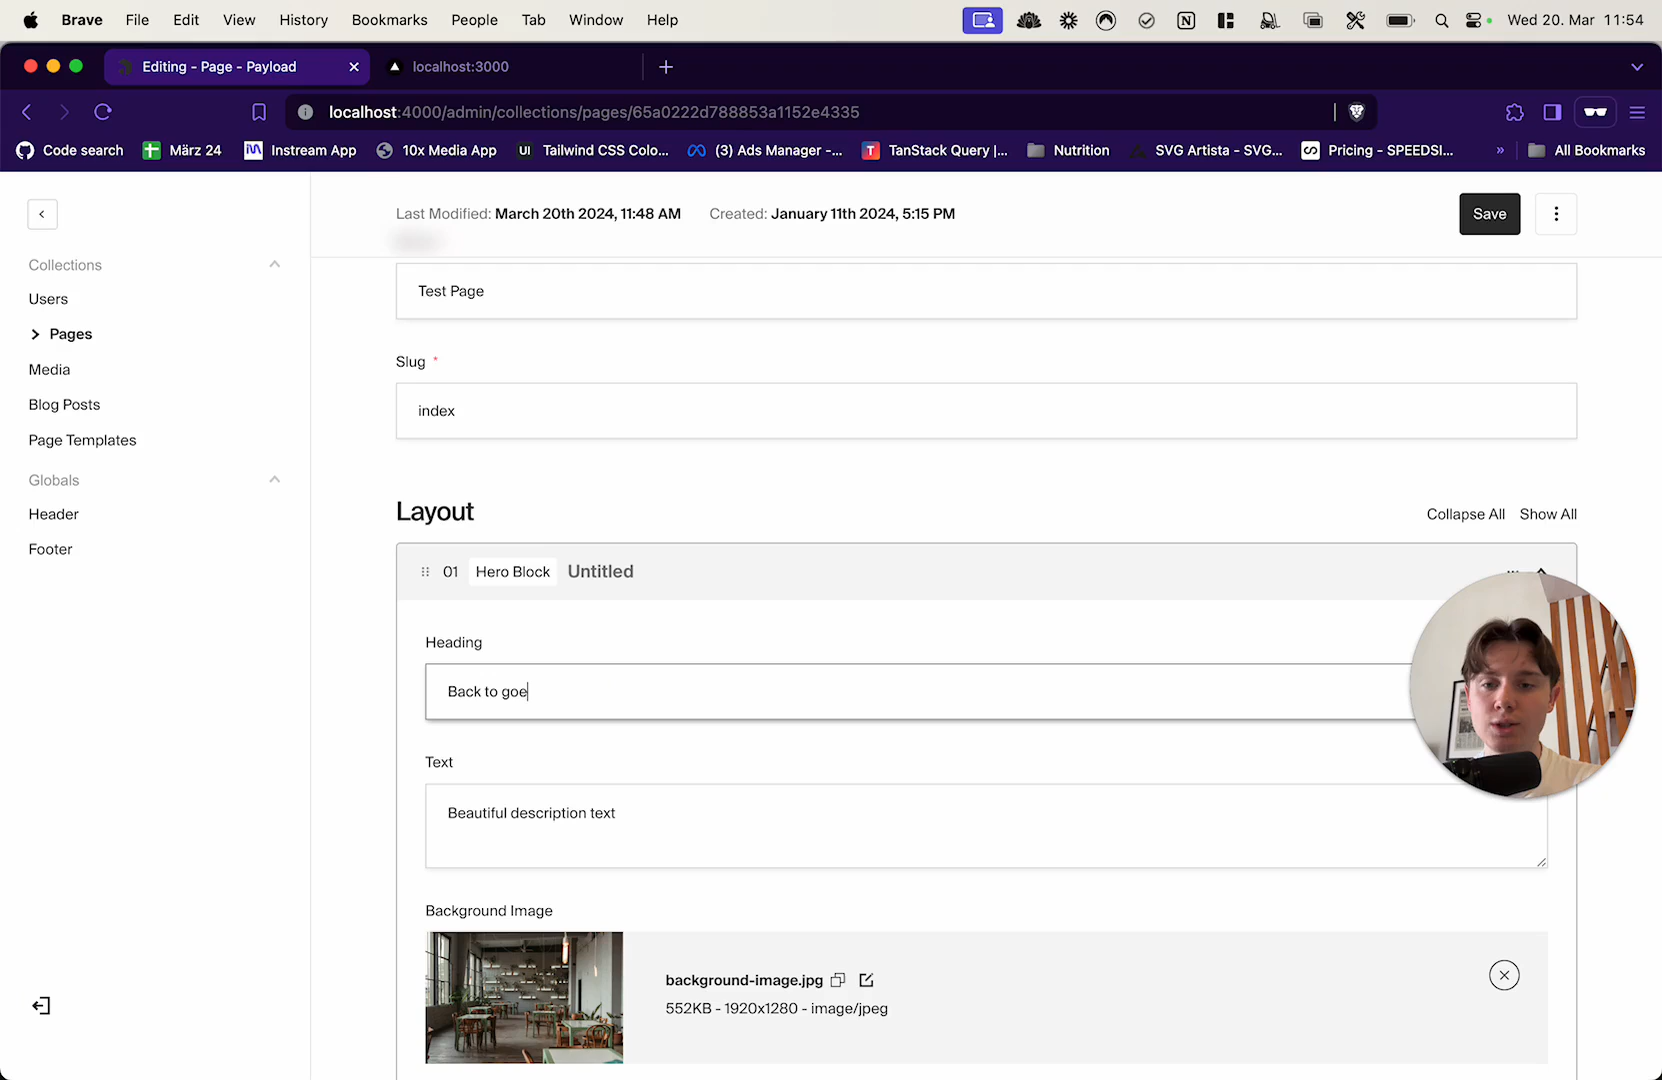 Brave File Edit View History Bookmarks People Tab Window Help Wed 20. Mar 11:54
Editing - Page - Payload localhost:3000
localhost:4000/admin/collections/pages/65a0222d788853a1152e4335
Code search März 24 Instream App 10x Media App UI Tailwind CSS Colo... (3) Ads Manager -... T TanStack Query |... Nutrition SVG Artista - SVG... Pricing - SPEEDSI... » All Bookmarks
Last Modified: March 20th 2024, 11:48 AM Created: January 11th 2024, 5:15 PM
Save
Collections
Users
Pages
Media
Blog Posts
Page Templates
Globals
Header
Footer
Test Page
Slug *
index
Layout
Collapse All Show All
01 Hero Block Untitled
Heading
Back to goe
Text
Beautiful description text
Background Image
background-image.jpg
552KB - 1920x1280 - image/jpeg